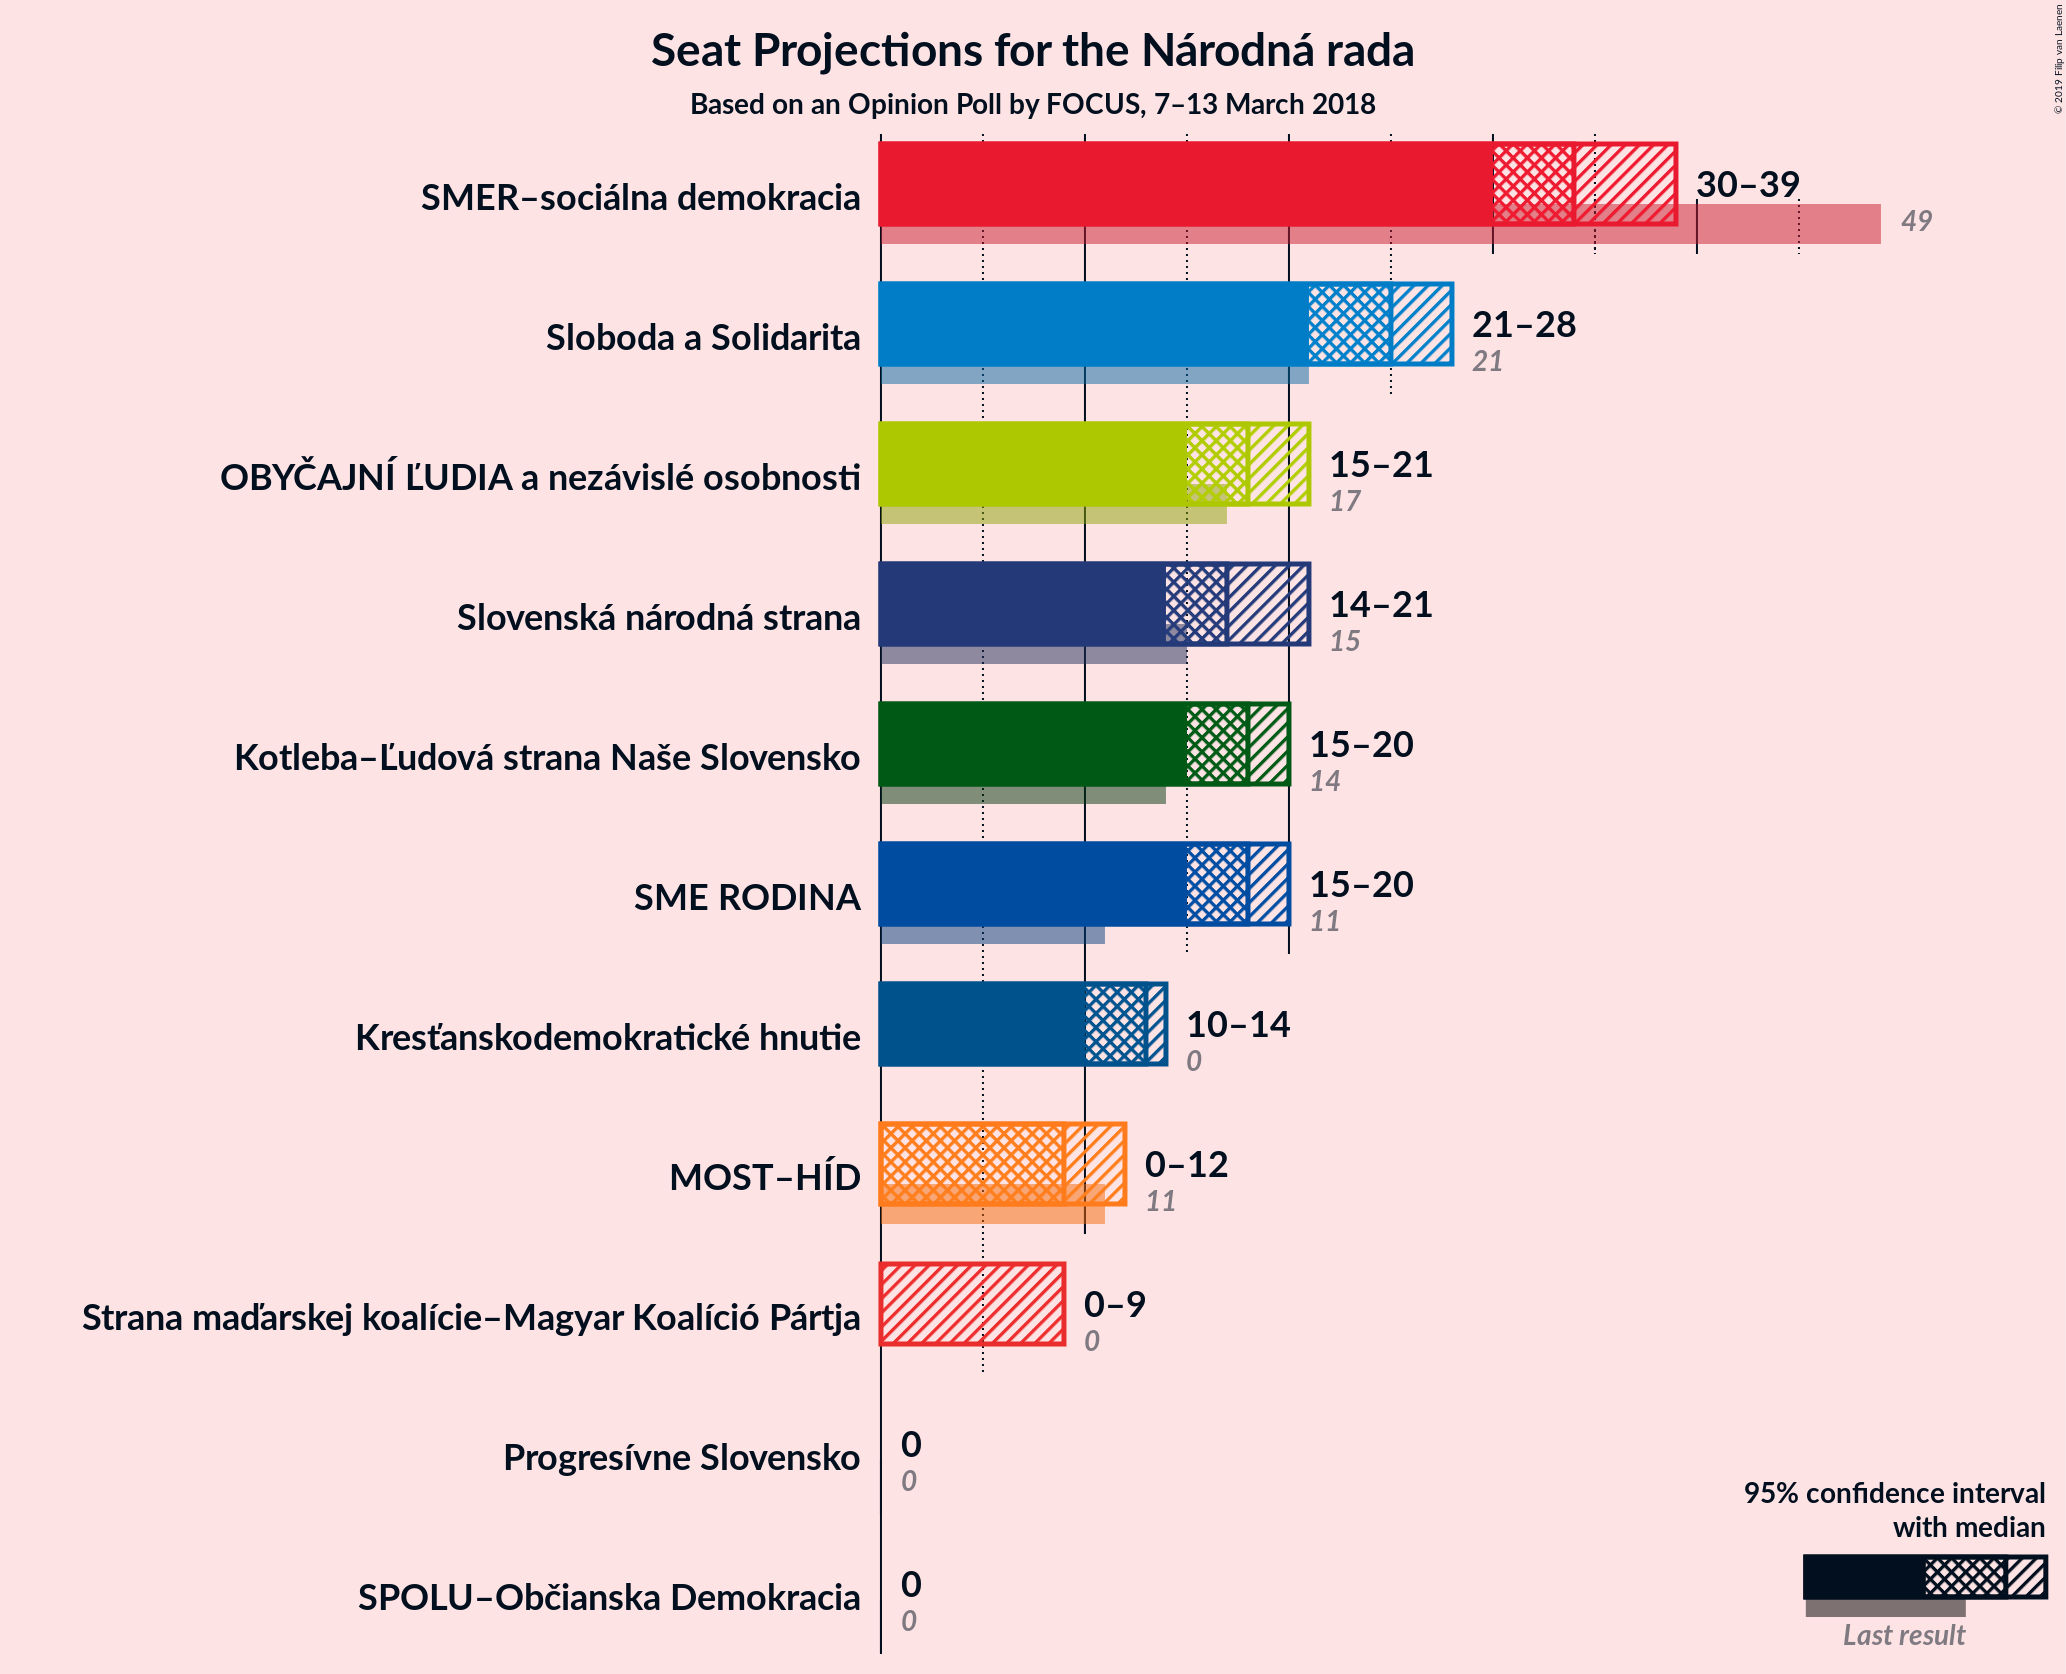 Seat Projections for the Národná rada
Based on an Opinion Poll by FOCUS, 7–13 March 2018
© 2019 Filip van Laenen
SMER–sociálna demokracia
30–39
49
Sloboda a Solidarita
21–28
21
OBYČAJNÍ ĽUDIA a nezávislé osobnosti
15–21
17
Slovenská národná strana
14–21
15
Kotleba–Ľudová strana Naše Slovensko
15–20
14
SME RODINA
15–20
11
Kresťanskodemokratické hnutie
10–14
0
MOST–HÍD
0–12
11
Strana maďarskej koalície–Magyar Koalíció Pártja
0–9
0
Progresívne Slovensko
0
0
SPOLU–Občianska Demokracia
0
0
95% confidence interval
with median
Last result